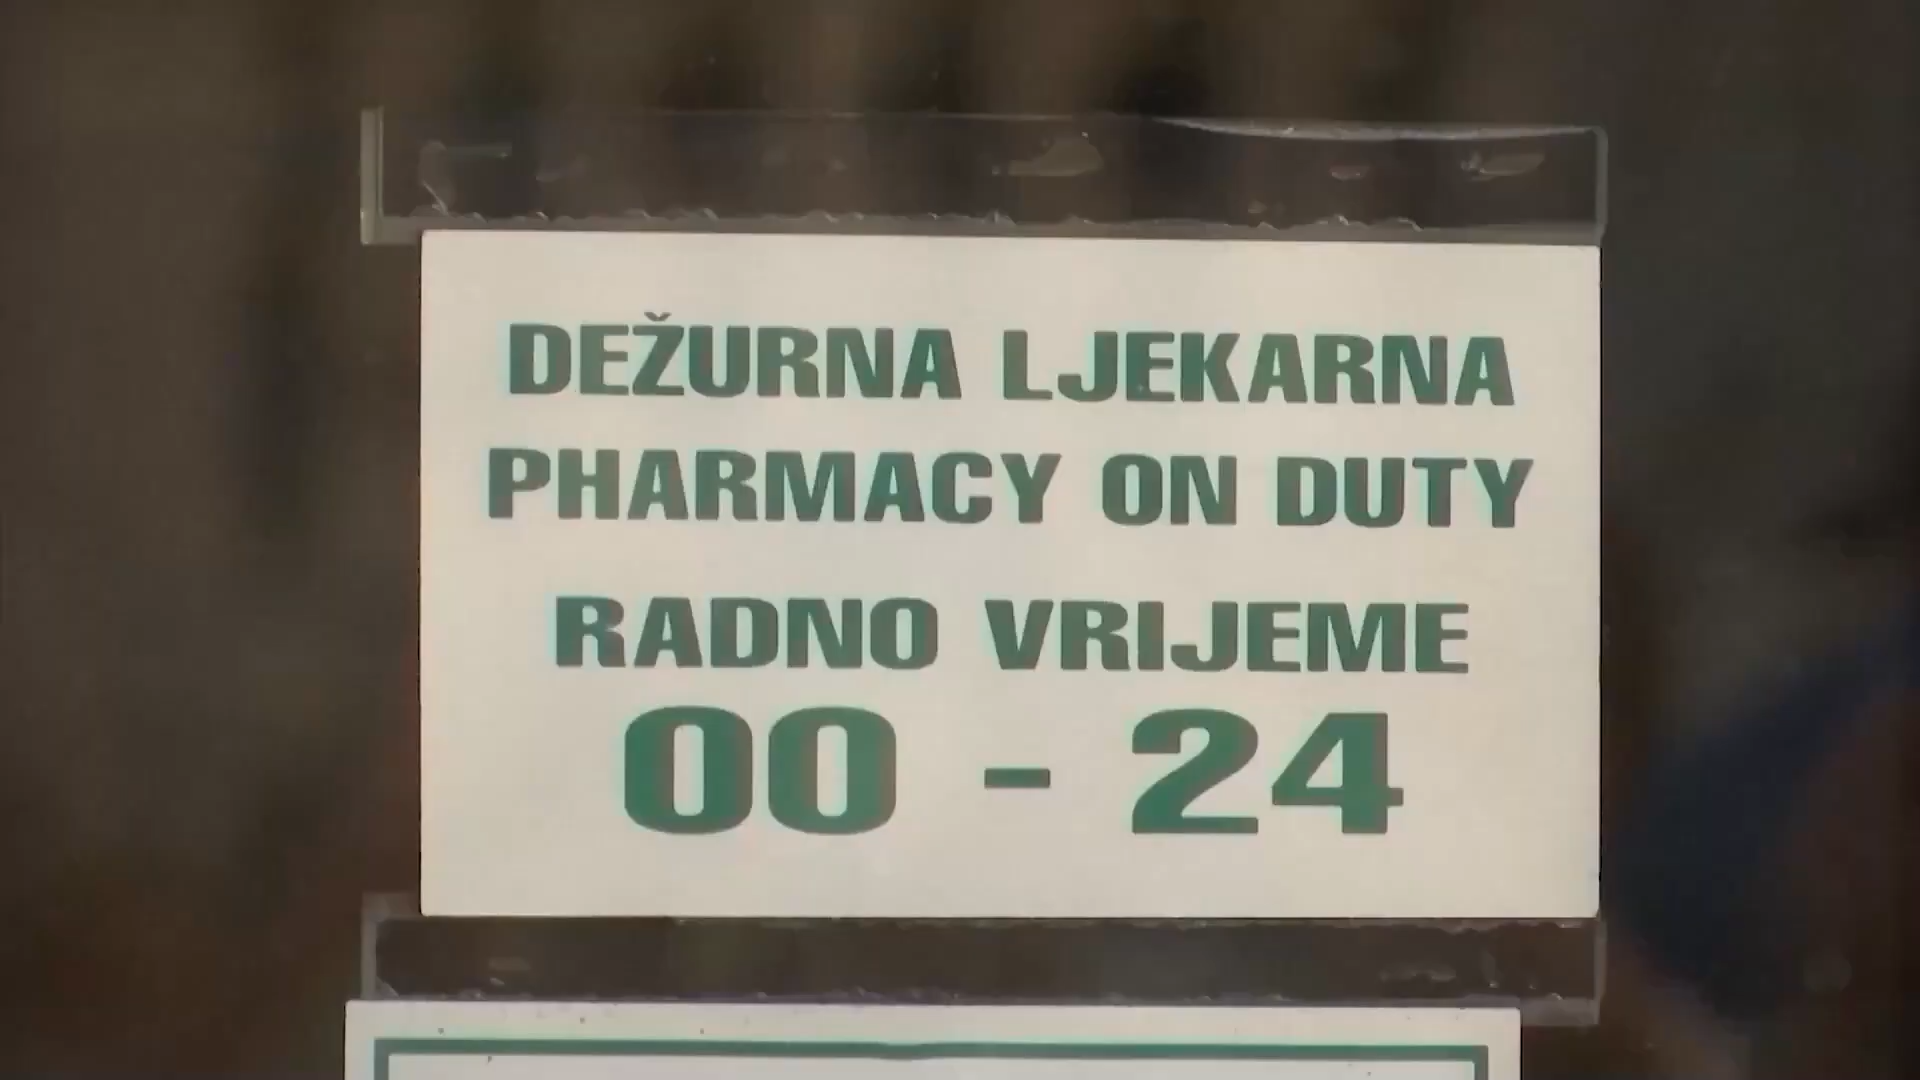 DEŽURNA LJEKARNA
PHARMACY ON DUTY
RADNO VRIJEME
00 - 24